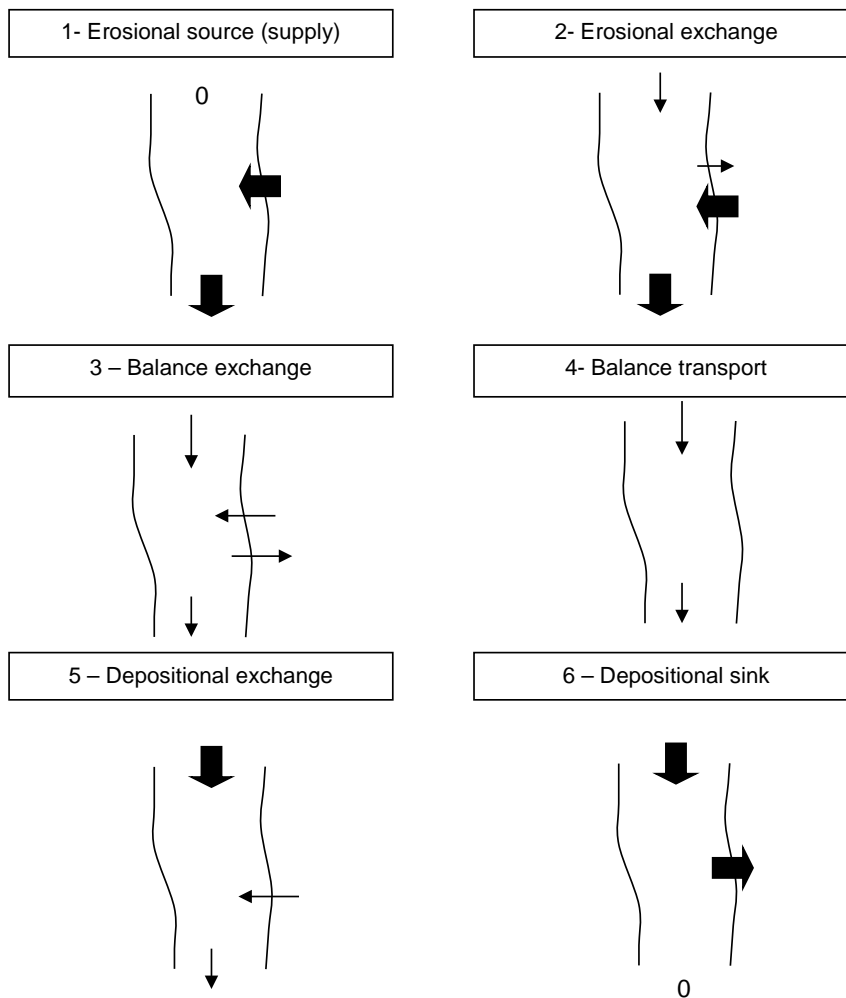 1- Erosional source (supply)
2- Erosional exchange
0
3 – Balance exchange
4- Balance transport
5 – Depositional exchange
6 – Depositional sink
0